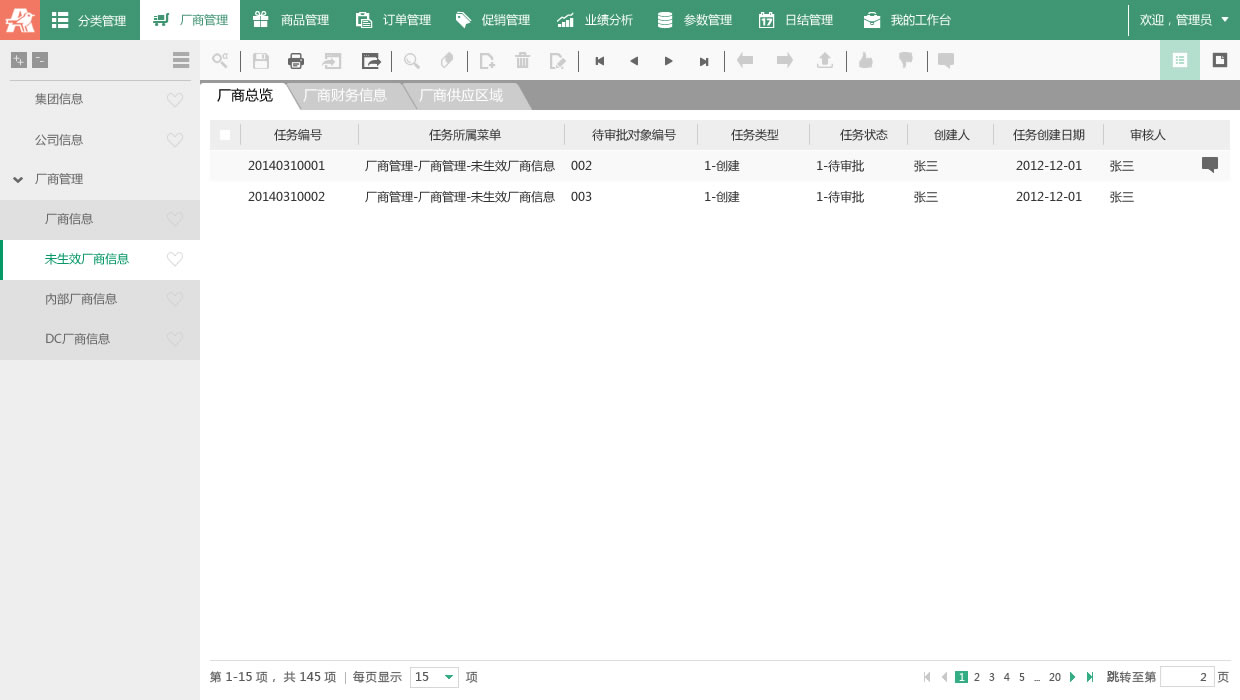 分类管理 厂商管理 商品管理 订单管理 促销管理 业绩分析 参数管理 17 日结管理 我的工作台 欢迎，管理员
集团信息
公司信息
厂商管理
厂商信息
未生效厂商信息
内部厂商信息
DC厂商信息
厂商总览 厂商财务信息 厂商供应区域
任务编号 任务所属菜单 待审批对象编号 任务类型 任务状态 创建人 任务创建日期 审核人
20140310001 厂商管理-厂商管理-未生效厂商信息 002 1-创建 1-待审批 张三 2012-12-01 张三
20140310002 厂商管理-厂商管理-未生效厂商信息 003 1-创建 1-待审批 张三 2012-12-01 张三
第 1-15 项， 共 145 项 | 每页显示 15 项 1 2 3 4 5 ... 20 跳转至第 2 页